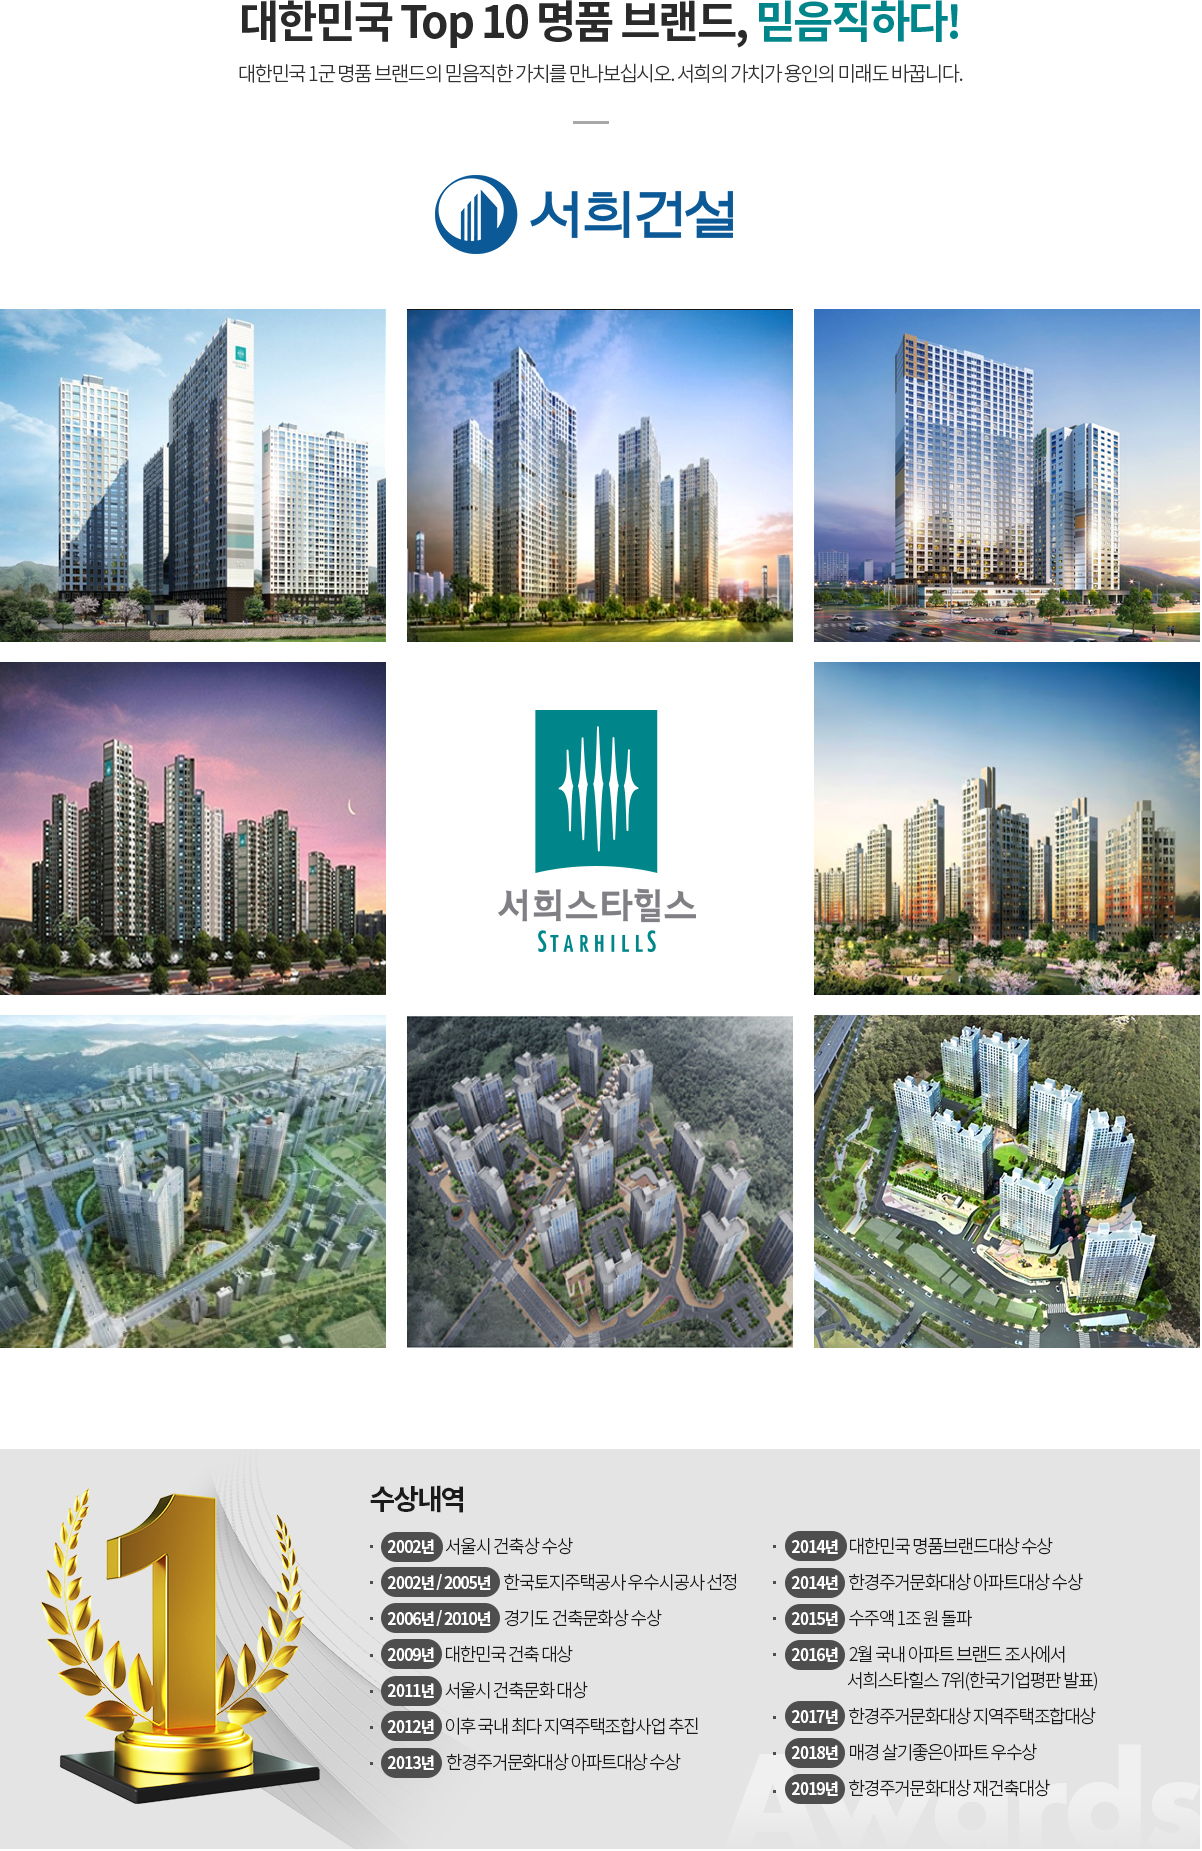 대한민국 Top 10 명품 브랜드, 믿음직하다!
대한민국 1군 명품 브랜드의 믿음직한 가치를 만나보십시오. 서희의 가치가 용인의 미래도 바꿉니다.
서희건설
서희스타힐스
STARHILLS
1
수상내역
2002년 서울시 건축상 수상
2002년 / 2005년 한국토지주택공사 우수시공사 선정
2006년 / 2010년 경기도 건축문화상 수상
2009년 대한민국 건축 대상
2011년 서울시 건축문화 대상
2012년 이후 국내 최다 지역주택조합사업 추진
2013년 한경주거문화대상 아파트대상 수상
2014년 대한민국 명품브랜드대상 수상
2014년 한경주거문화대상 아파트대상 수상
2015년 수주액 1조 원 돌파
2016년 2월 국내 아파트 브랜드 조사에서
서희스타힐스 7위(한국기업평판 발표)
2017년 한경주거문화대상 지역주택조합대상
2018년 매경 살기좋은아파트 우수상
2019년 한경주거문화대상 재건축대상
Awards